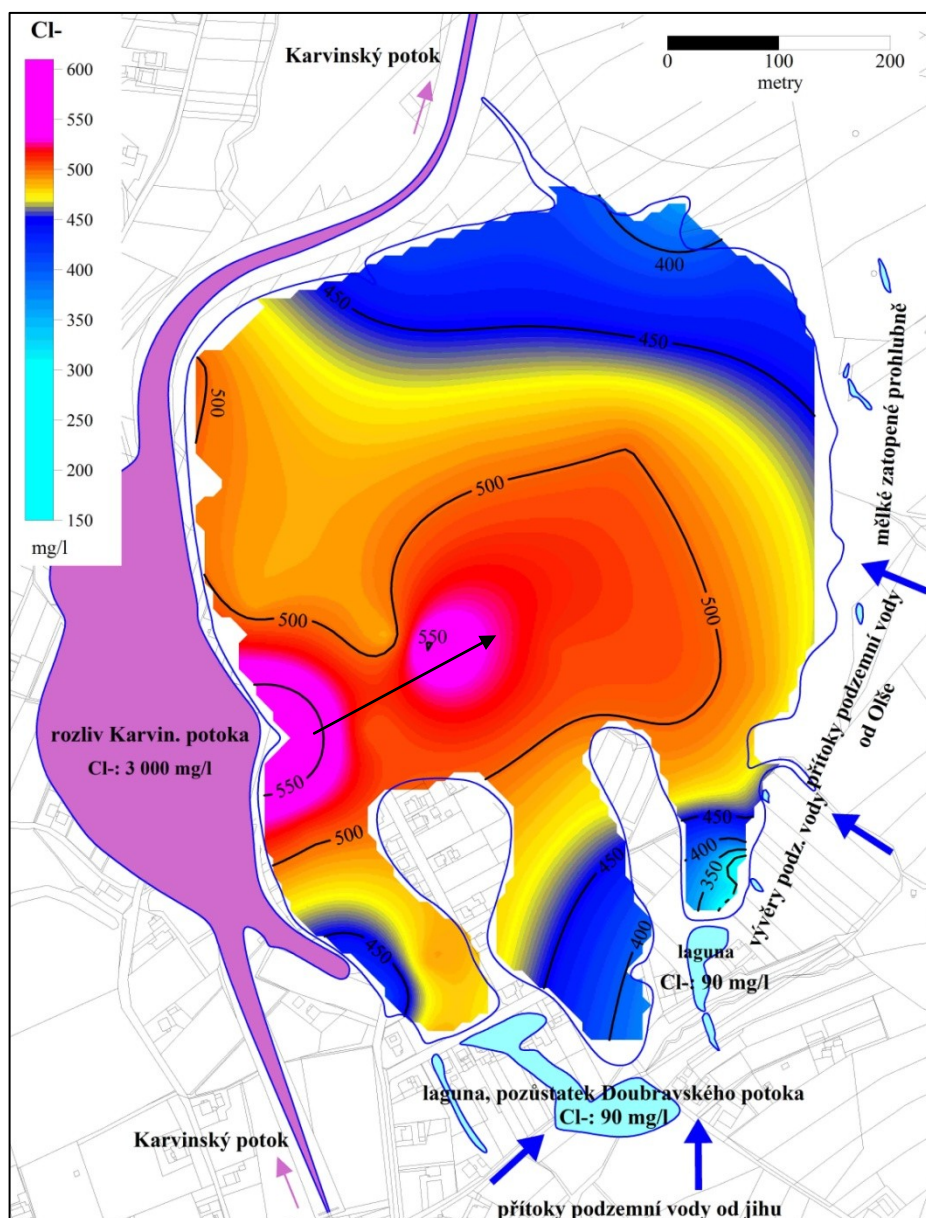 Cl-
600
550
500
450
400
350
300
250
200
150
mg/l
Karvinský potok
0
100
200
metry
400
450
450
500
500
500
500
550
550
500
450
400
450
450
400
350
mělké zatopené prohlubně
přítoky podzemní vody
od Olše
vývěry podz. vody
rozliv Karvin. potoka
Cl-: 3 000 mg/l
laguna
Cl-: 90 mg/l
laguna, pozůstatek Doubravského potoka
Cl-: 90 mg/l
Karvinský potok
přítoky podzemní vody od jihu